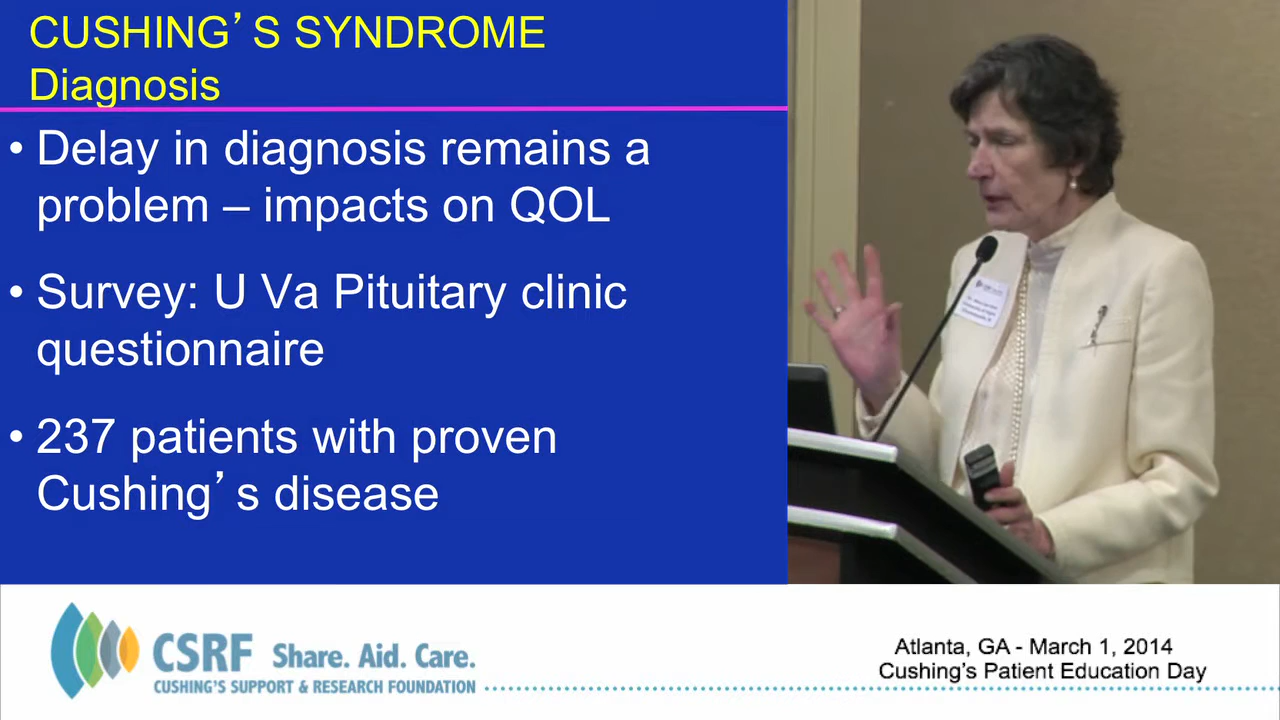 CUSHING’S SYNDROME
Diagnosis
• Delay in diagnosis remains a
problem – impacts on QOL
• Survey: U Va Pituitary clinic
questionnaire
• 237 patients with proven
Cushing’s disease
CSRF Share. Aid. Care.
CUSHING'S SUPPORT & RESEARCH FOUNDATION
Atlanta, GA - March 1, 2014
Cushing's Patient Education Day